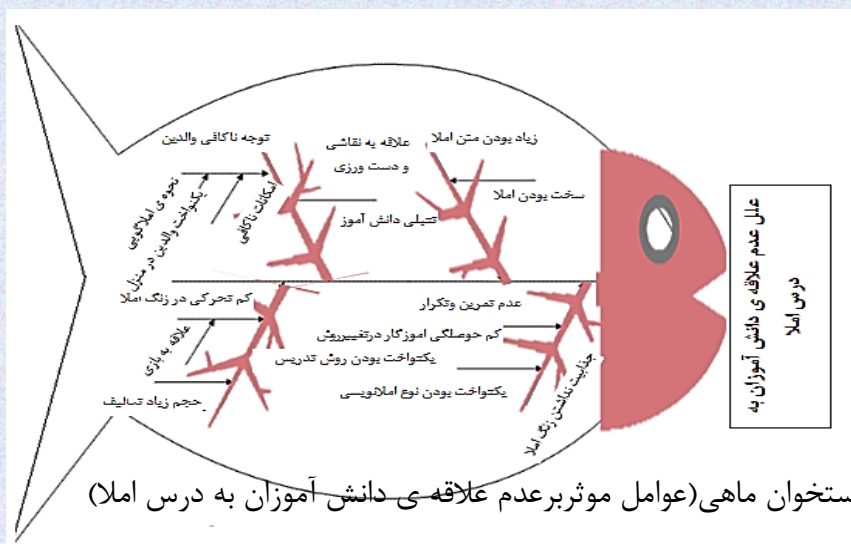 علل عدم علاقه ی دانش آموزان به
درس املا
زیاد بودن متن املا
سخت بودن املا
علاقه به نقاشی
و دست ورزی
تنبلی دانش آموز
توجه ناکافی والدین
امکانات ناکافی
نحوه ی املاگویی
یکنواخت والدین در منزل
عدم تمرین وتکرار
کم حوصلگی اموزگار درتغییرروش
یکنواخت بودن روش تدریس
یکنواخت بودن نوع املانویسی
جذابیت نداشتن زنگ املا
کم تحرکی در زنگ املا
علاقه به بازی
حجم زیاد تکالیف
ستخوان ماهی(عوامل موثربرعدم علاقه ی دانش آموزان به درس املا)